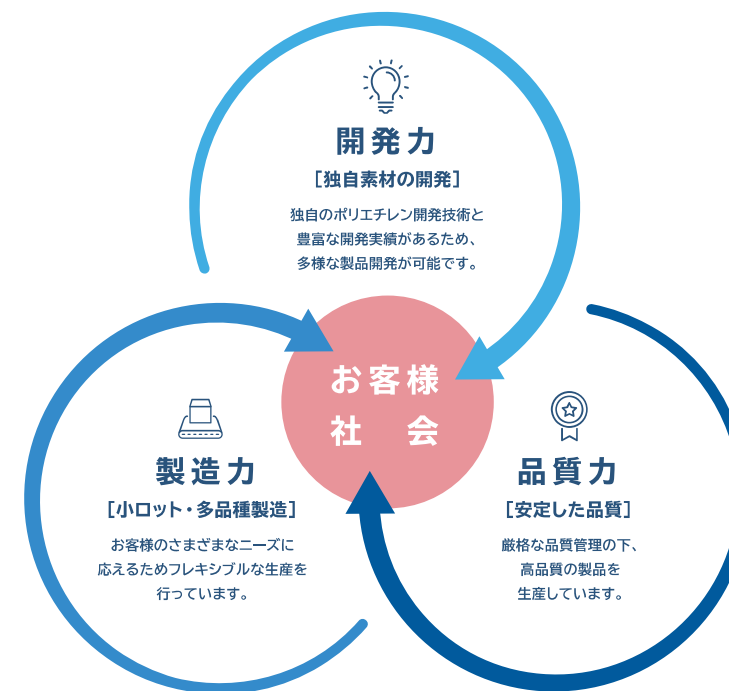 開発力
［独自素材の開発］
独自のポリエチレン開発技術と
豊富な開発実績があるため、
多様な製品開発が可能です。
お客様
社　会
製造力
［小ロット・多品種製造］
お客様のさまざまなニーズに
応えるためフレキシブルな生産を
行っています。
品質力
［安定した品質］
厳格な品質管理の下、
高品質の製品を
生産しています。